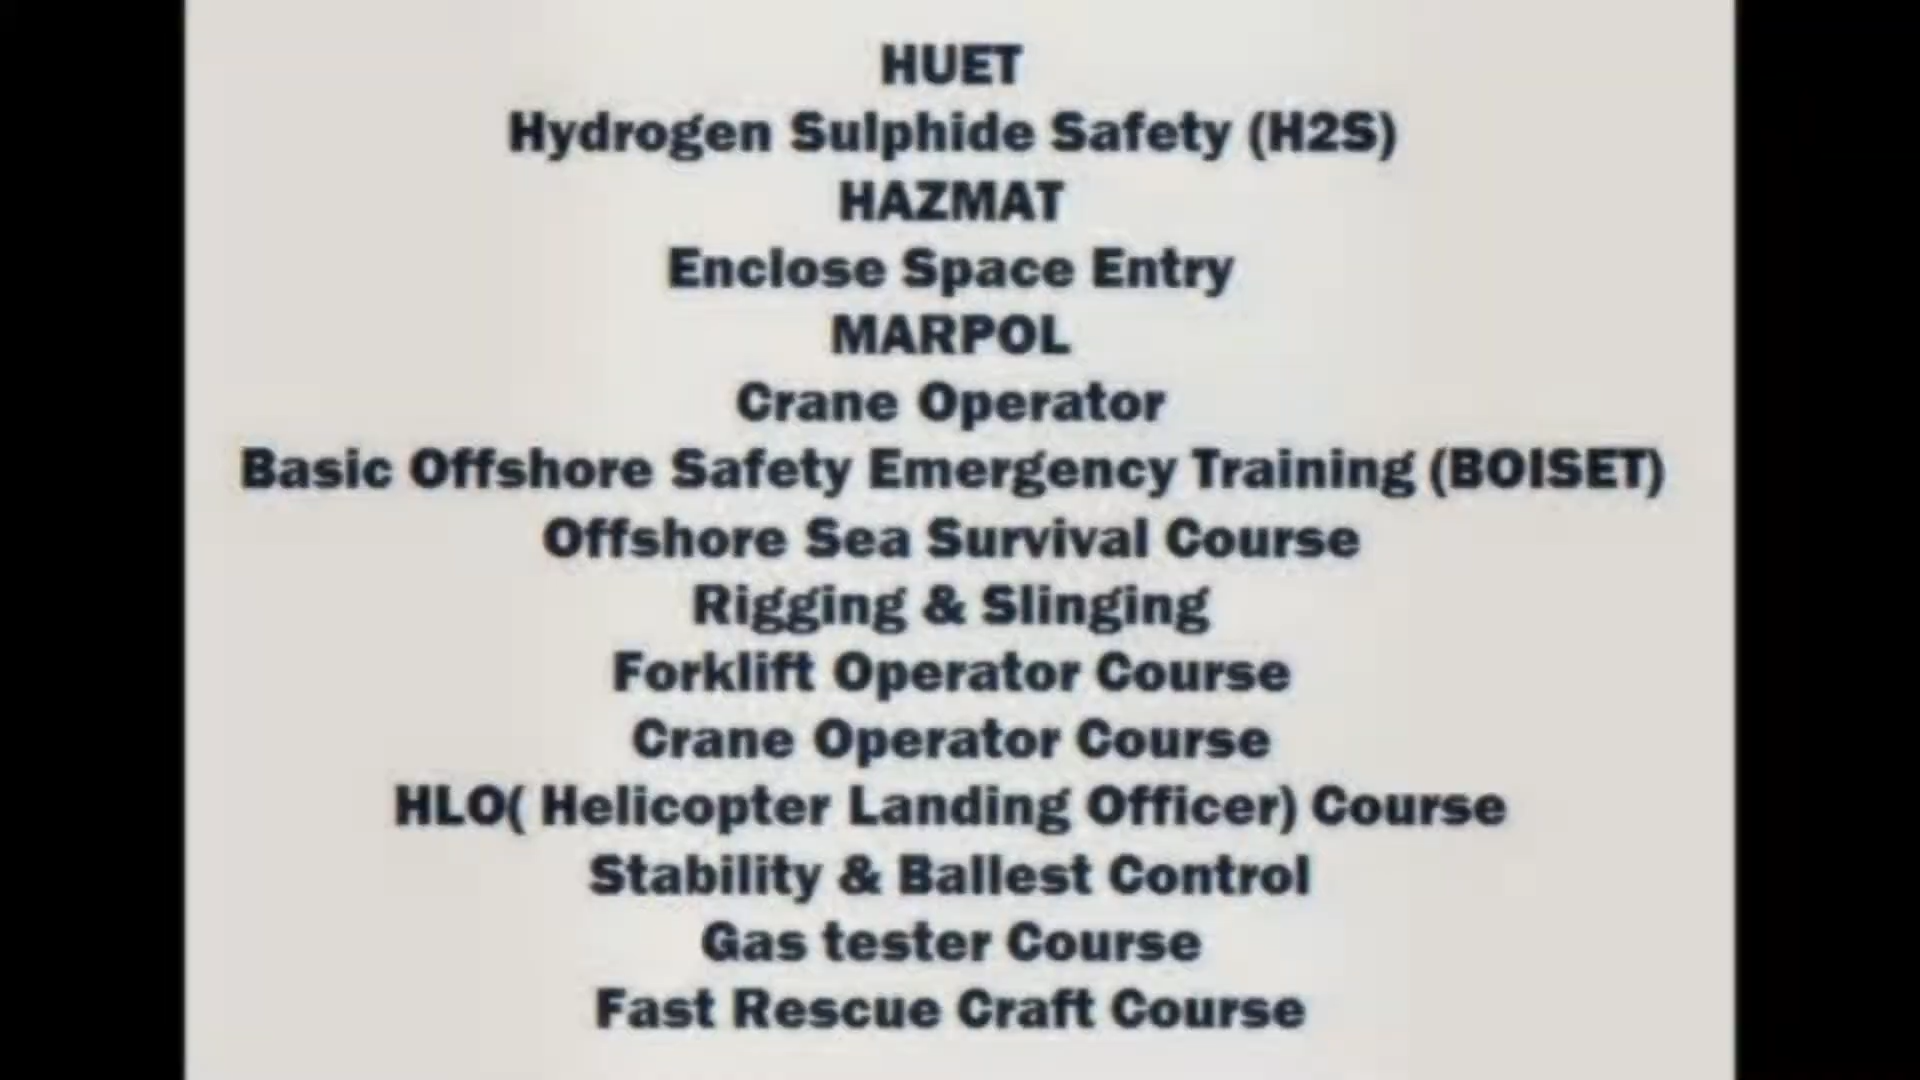 HUET
Hydrogen Sulphide Safety (H2S)
HAZMAT
Enclose Space Entry
MARPOL
Crane Operator
Basic Offshore Safety Emergency Training (BOISET)
Offshore Sea Survival Course
Rigging & Slinging
Forklift Operator Course
Crane Operator Course
HLO( Helicopter Landing Officer) Course
Stability & Ballest Control
Gas tester Course
Fast Rescue Craft Course